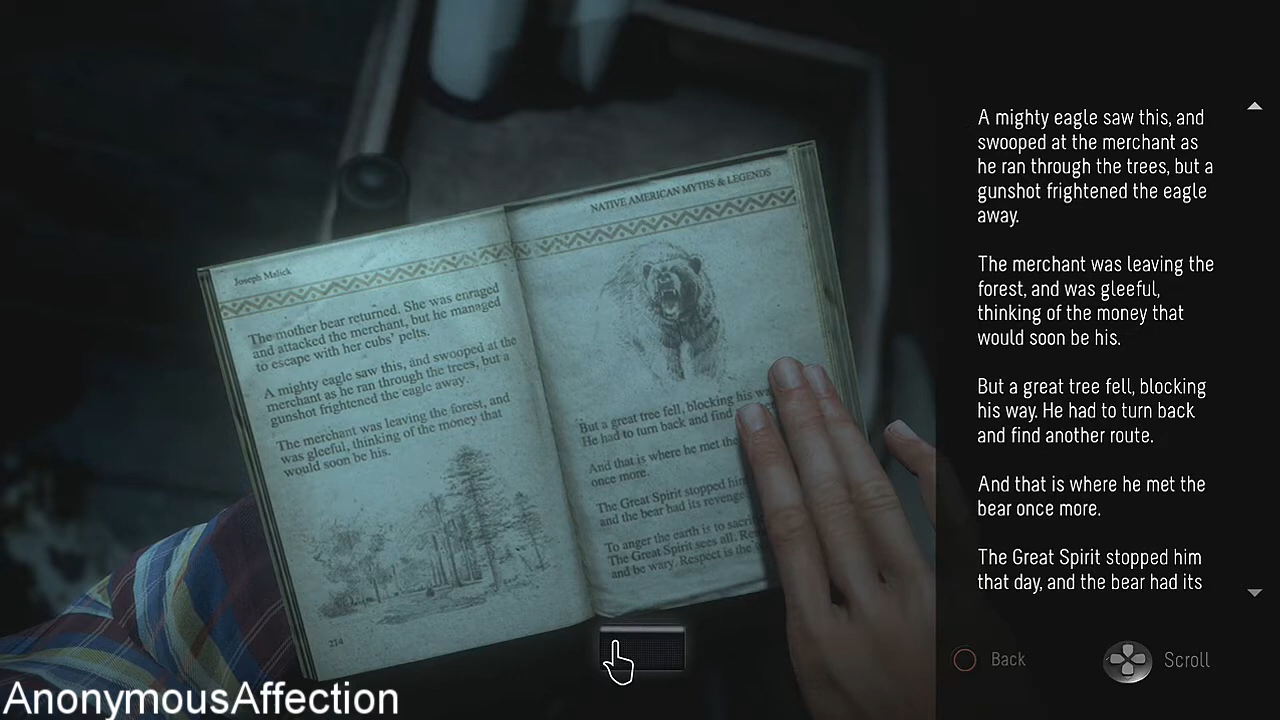 Joseph Malick
The mother bear returned. She was enraged
and attacked the merchant, but he managed
to escape with her cubs' pelts.
A mighty eagle saw this, and swooped at the
merchant as he ran through the trees, but a
gunshot frightened the eagle away.
The merchant was leaving the forest, and
was gleeful, thinking of the money that
would soon be his.
214
NATIVE AMERICAN MYTHS & LEGENDS
But a great tree fell, blocking his
He had to turn back and find
And that is where he met the
once more.
The Great Spirit stopped him
and the bear had its revenge
To anger the earth is to
The Great Spirit sees all.
and be wary. Respect is the
A mighty eagle saw this, and
swooped at the merchant as
he ran through the trees, but a
gunshot frightened the eagle
away.
The merchant was leaving the
forest, and was gleeful,
thinking of the money that
would soon be his.
But a great tree fell, blocking
his way. He had to turn back
and find another route.
And that is where he met the
bear once more.
The Great Spirit stopped him
that day, and the bear had its
Back
Scroll
AnonymousAffection